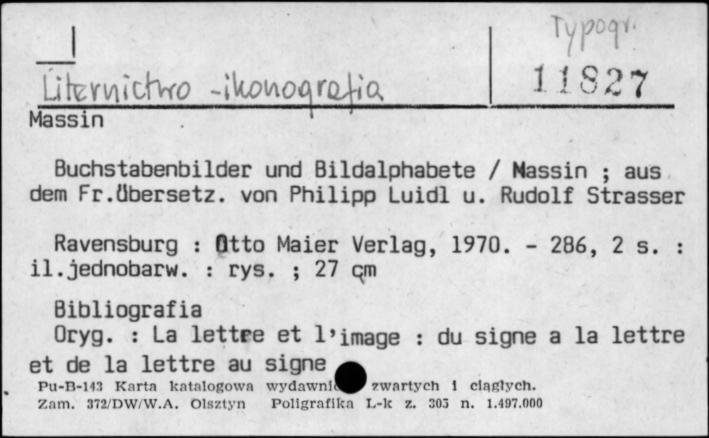 Typogr.
11827
Liternictwo - ikonografia
Massin
Buchstabenbilder und Bildalphabete / Massin ; aus
dem Fr.übersetz. von Philipp Luidl u. Rudolf Strasser
Ravensburg : Otto Maier Verlag, 1970. - 286, 2 s. :
il.jednobarw. : rys. ; 27 cm
Bibliografia
Oryg. : La lettre et l'image : du signe a la lettre
et de la lettre au signe
Pu-B-143 Karta katalogowa zwartych i ciągłych.
Zam. 372/DW/W.A. Olsztyn Poligrafika L-k z. 303 n. 1.497.000